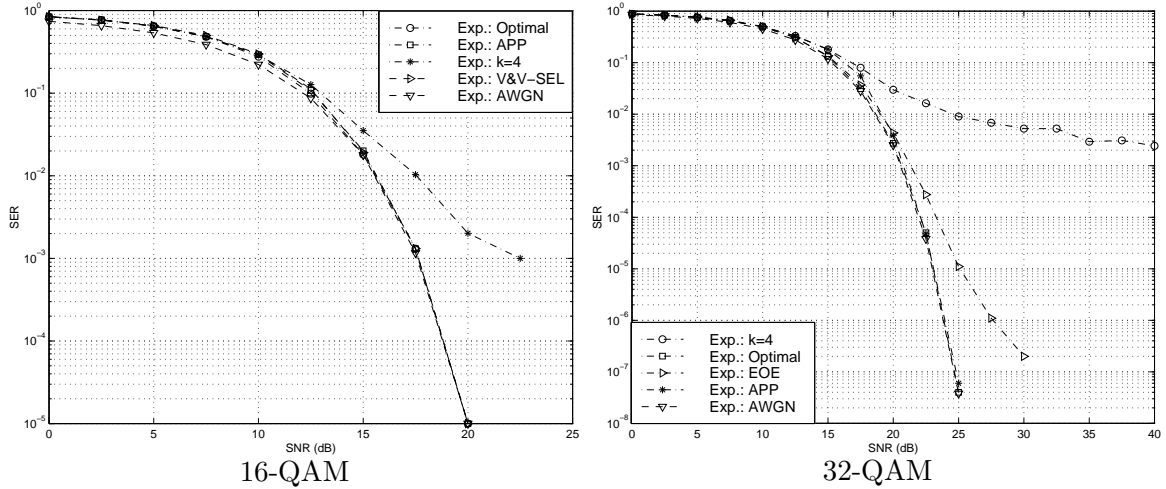 10^0
10^-1
10^-2
10^-3
10^-4
10^-5
SER
0 5 10 15 20 25
SNR (dB)
Exp.: Optimal
Exp.: APP
Exp.: k=4
Exp.: V&V-SEL
Exp.: AWGN
16-QAM
10^0
10^-1
10^-2
10^-3
10^-4
10^-5
10^-6
10^-7
10^-8
SER
Exp.: k=4
Exp.: Optimal
Exp.: EOE
Exp.: APP
Exp.: AWGN
0 5 10 15 20 25 30 35 40
SNR (dB)
32-QAM